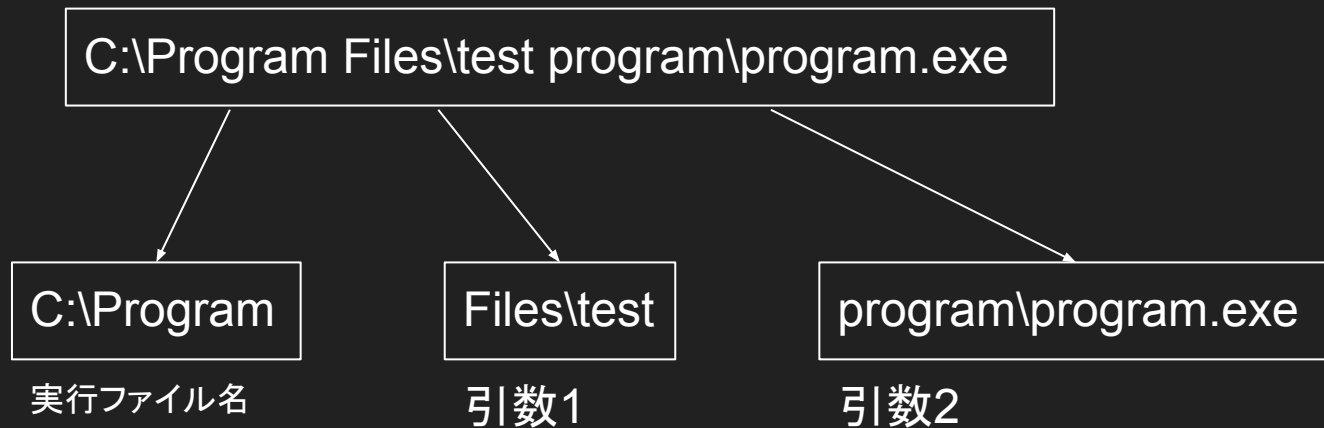 C:\Program Files\test program\program.exe
C:\Program
Files\test
program\program.exe
実行ファイル名
引数1
引数2